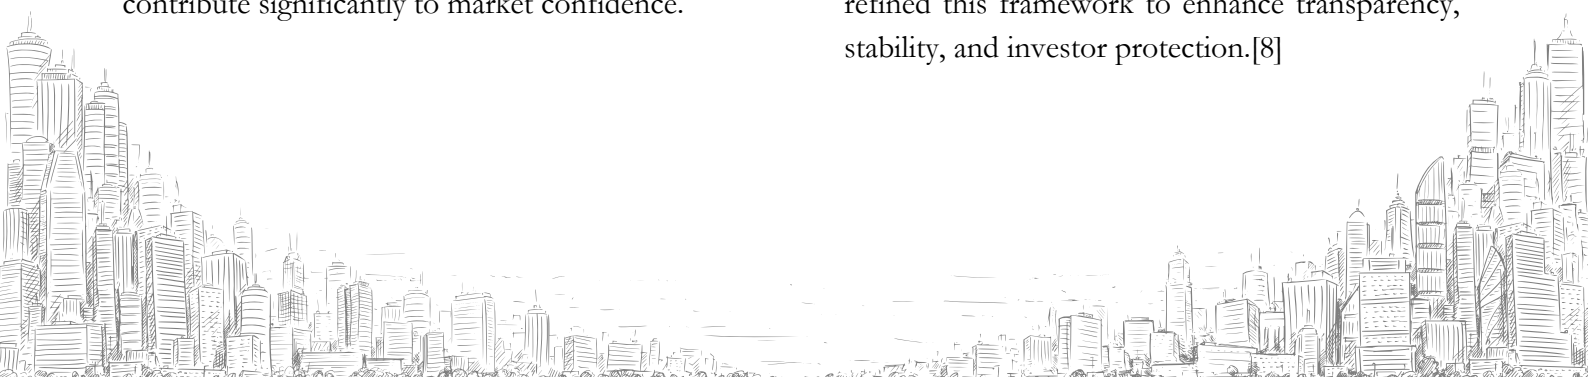 contribute significantly to market confidence.
refined this framework to enhance transparency,
stability, and investor protection.[8]